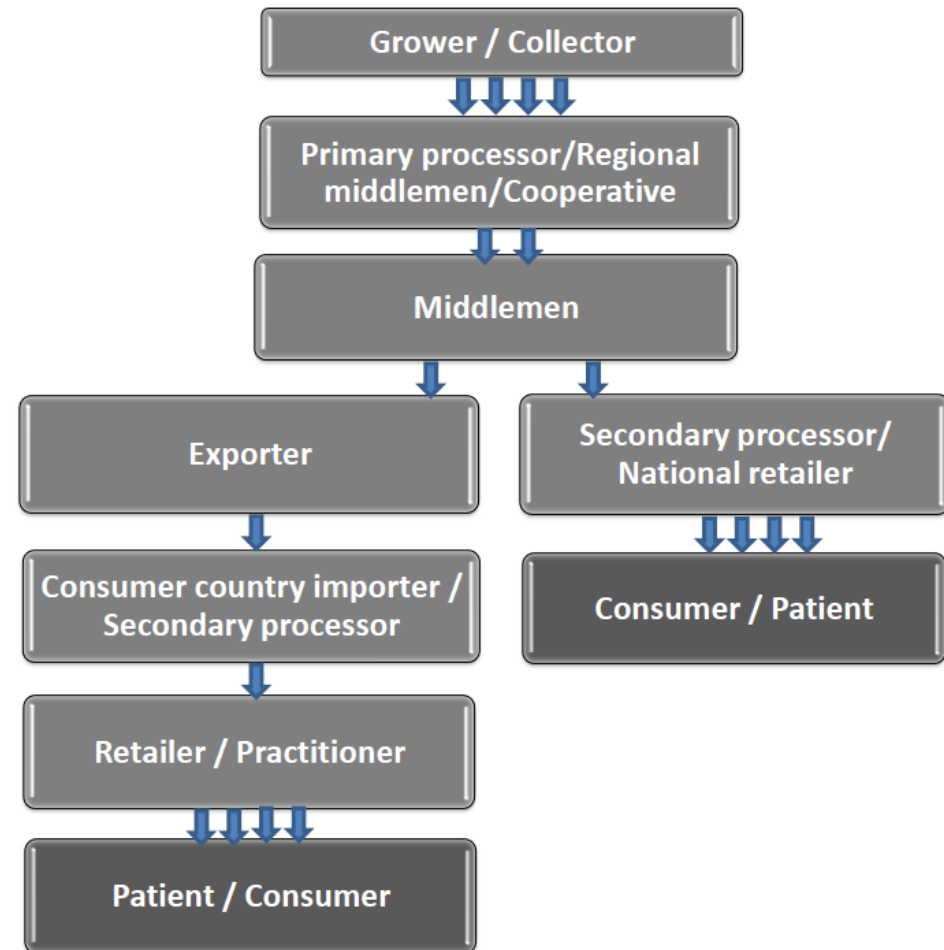 Grower / Collector
Primary processor/Regional
middlemen/Cooperative
Middlemen
Exporter
Secondary processor/
National retailer
Consumer country importer /
Secondary processor
Consumer / Patient
Retailer / Practitioner
Patient / Consumer